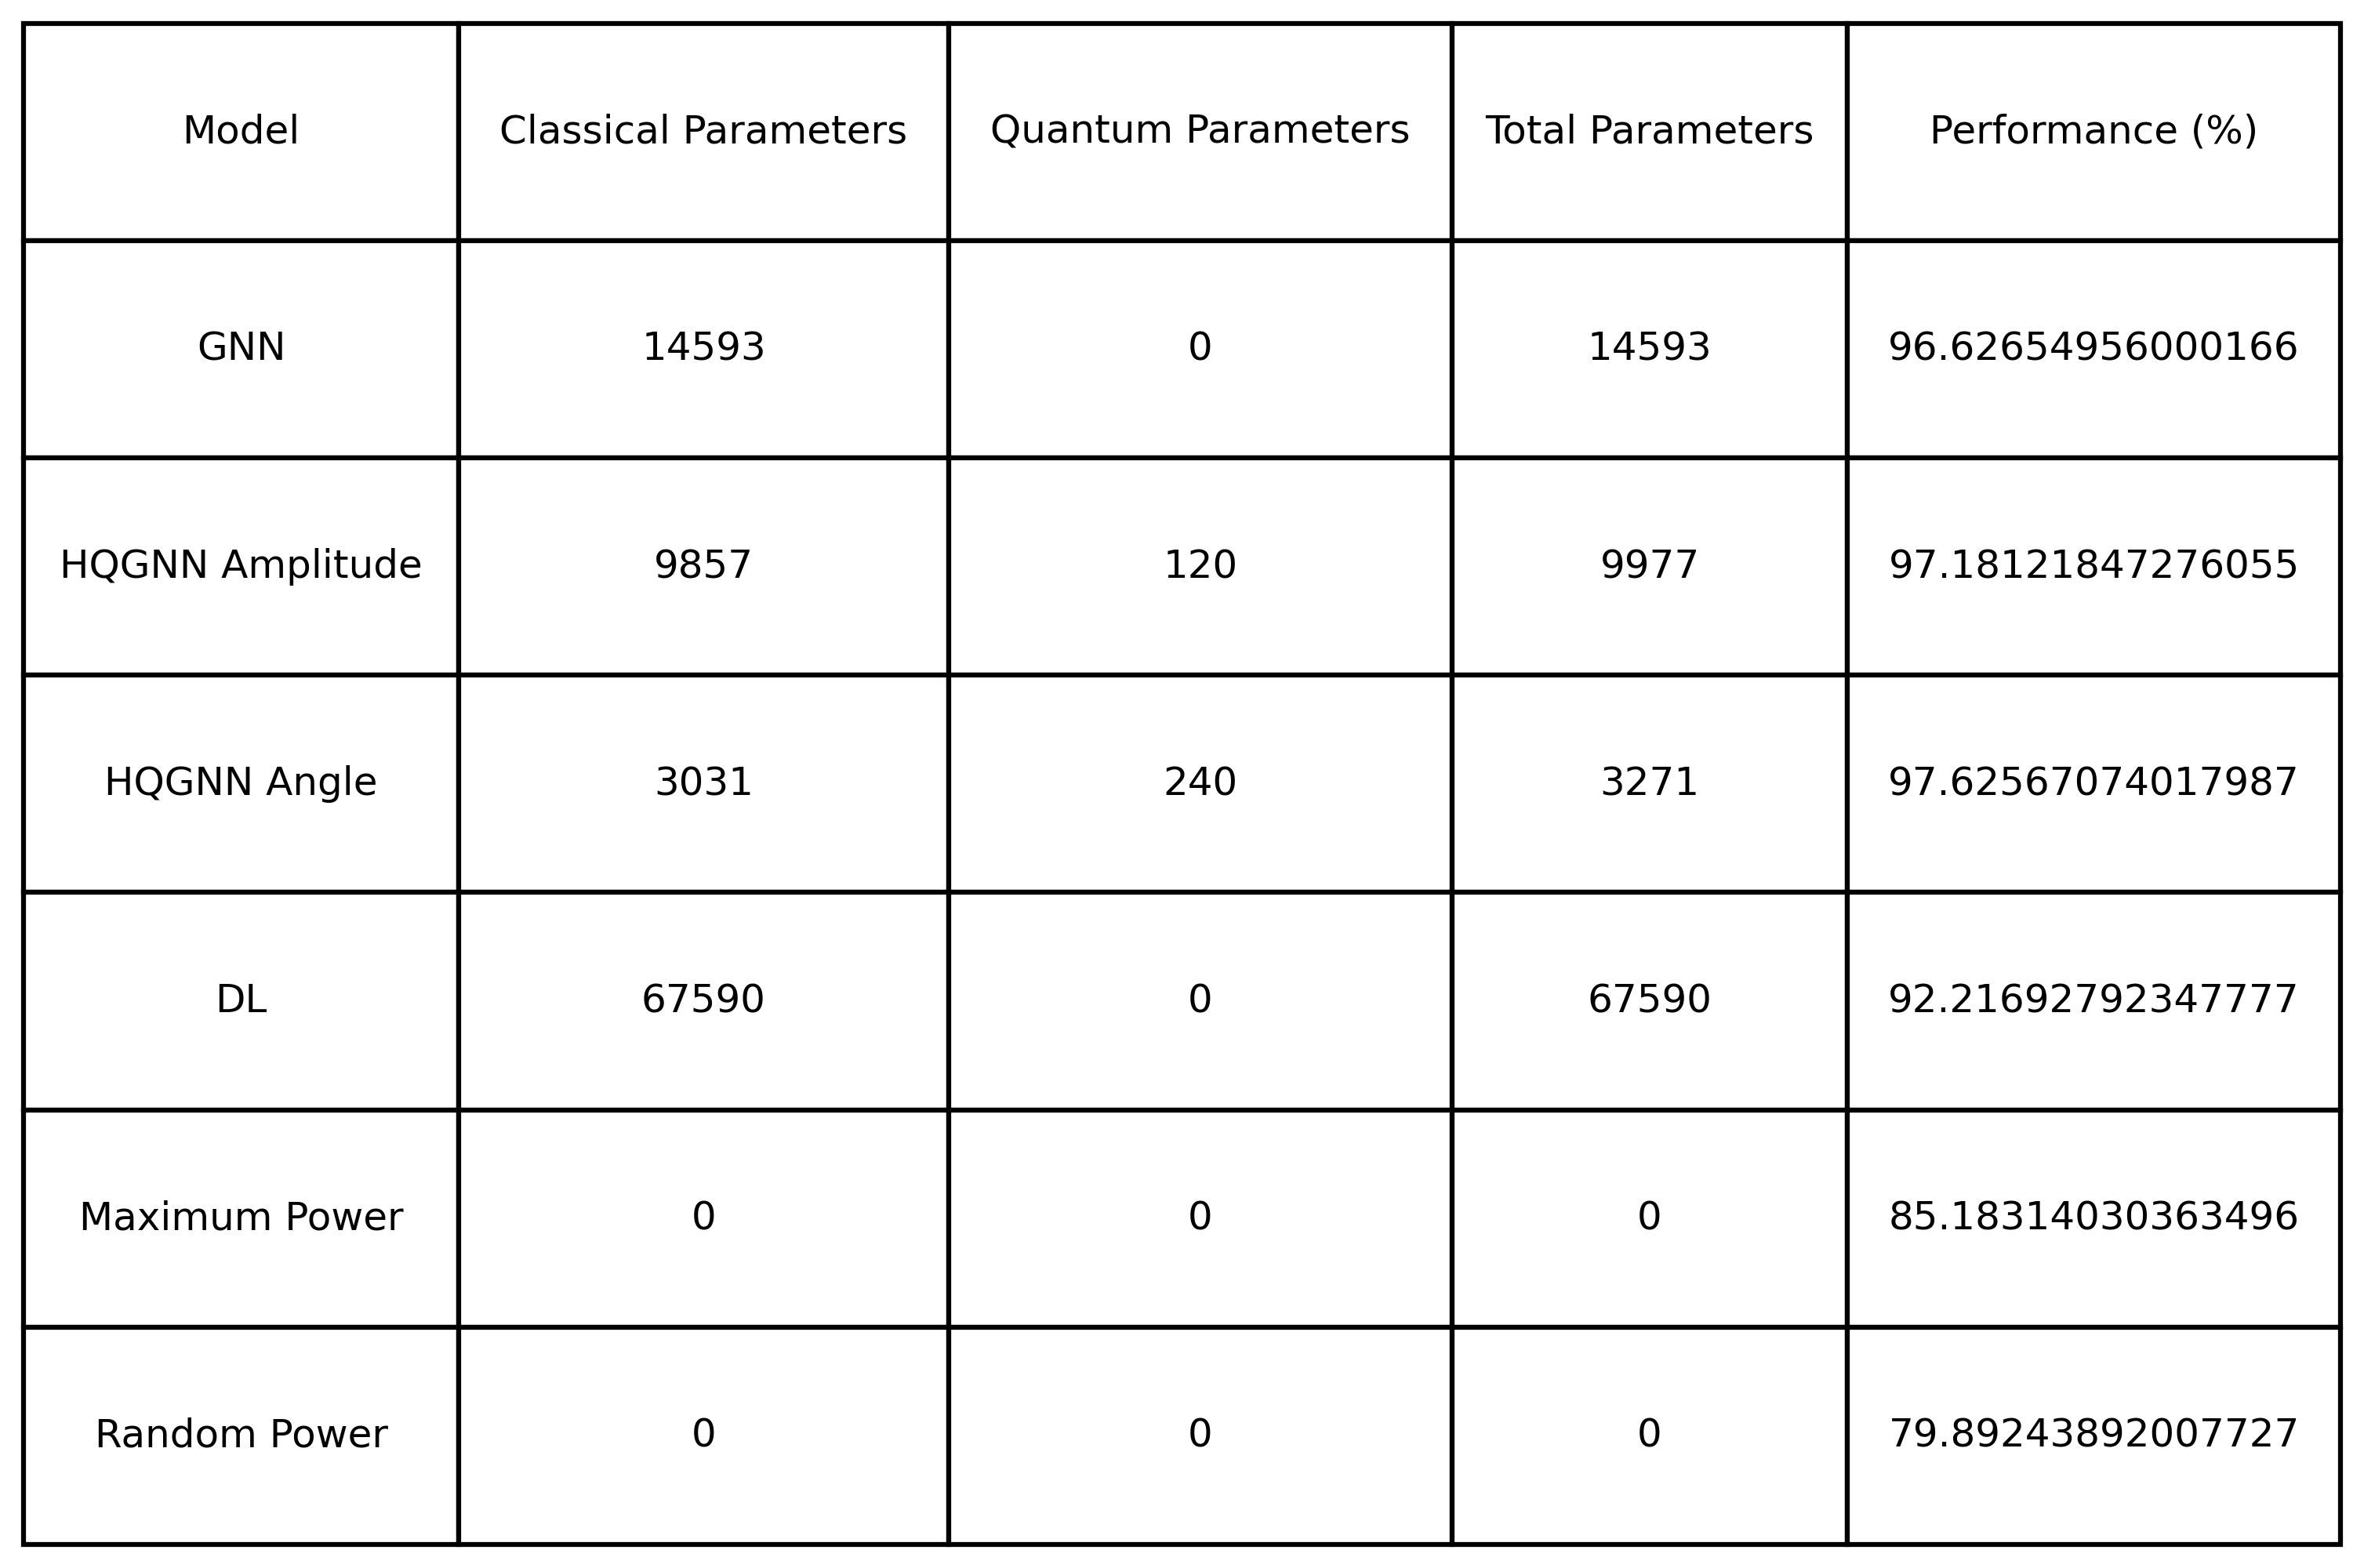 Model Classical Parameters Quantum Parameters Total Parameters Performance (%)
GNN 14593 0 14593 96.62654956000166
HQGNN Amplitude 9857 120 9977 97.18121847276055
HQGNN Angle 3031 240 3271 97.62567074017987
DL 67590 0 67590 92.21692792347777
Maximum Power 0 0 0 85.18314030363496
Random Power 0 0 0 79.89243892007727